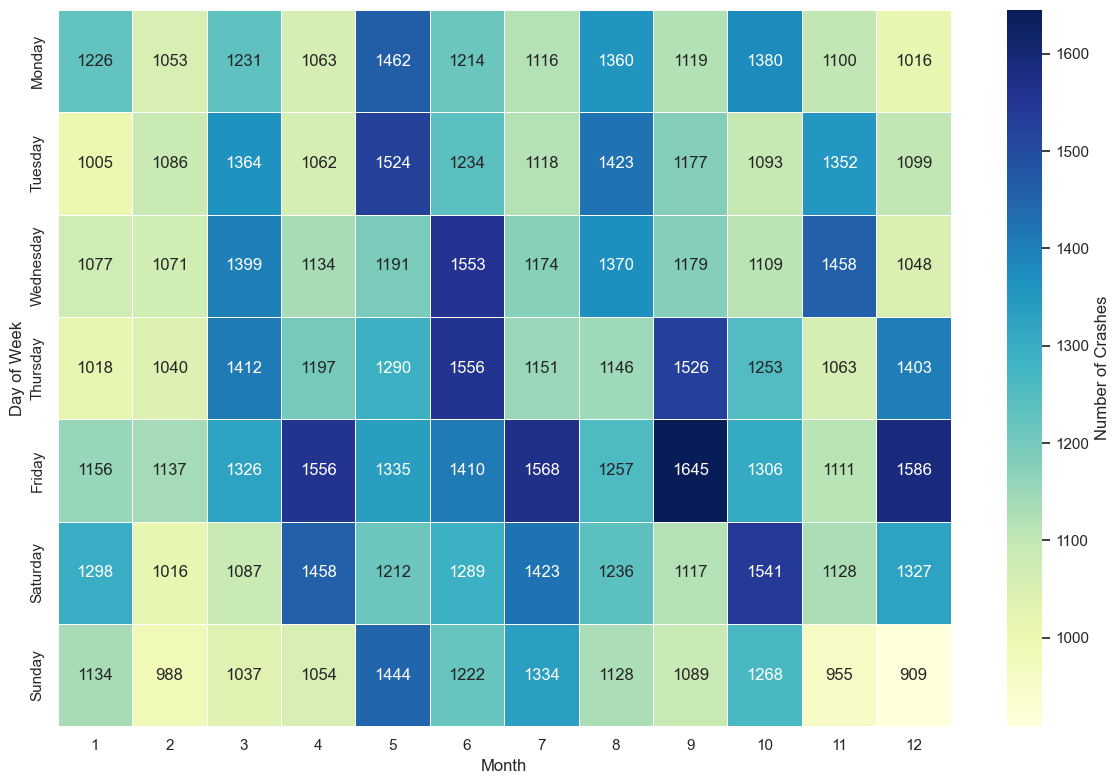 Monday 1226 1053 1231 1063 1462 1214 1116 1360 1119 1380 1100 1016
Tuesday 1005 1086 1364 1062 1524 1234 1118 1423 1177 1093 1352 1099
Wednesday 1077 1071 1399 1134 1191 1553 1174 1370 1179 1109 1458 1048
Thursday 1018 1040 1412 1197 1290 1556 1151 1146 1526 1253 1063 1403
Friday 1156 1137 1326 1556 1335 1410 1568 1257 1645 1306 1111 1586
Saturday 1298 1016 1087 1458 1212 1289 1423 1236 1117 1541 1128 1327
Sunday 1134 988 1037 1054 1444 1222 1334 1128 1089 1268 955 909
1 2 3 4 5 6 7 8 9 10 11 12
Month
Day of Week
1600
1500
1400
1300
1200
1100
1000
Number of Crashes